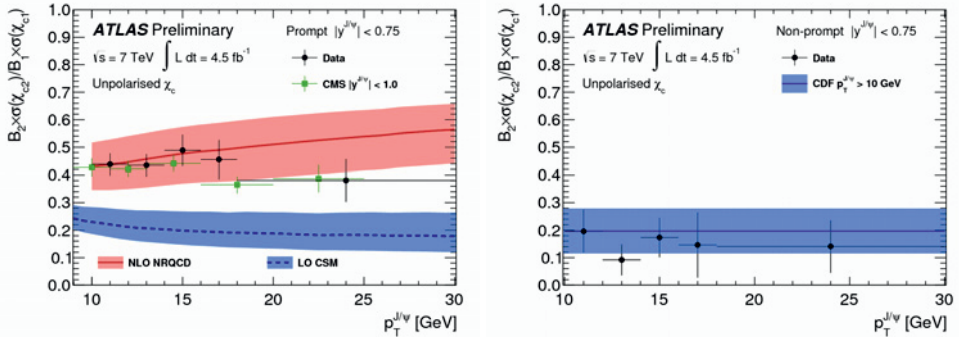 B₂×σ(χc2)/B₁×σ(χc1)
1.0
0.9
0.8
0.7
0.6
0.5
0.4
0.3
0.2
0.1
0.0
ATLAS Preliminary
√s = 7 TeV ∫ L dt = 4.5 fb⁻¹
Unpolarised χc
Prompt |y^J/ψ| < 0.75
Data
CMS |y^J/ψ| < 1.0
NLO NRQCD
LO CSM
10 15 20 25 30
p_T^J/ψ [GeV]
B₂×σ(χc2)/B₁×σ(χc1)
1.0
0.9
0.8
0.7
0.6
0.5
0.4
0.3
0.2
0.1
0.0
ATLAS Preliminary
√s = 7 TeV ∫ L dt = 4.5 fb⁻¹
Unpolarised χc
Non-prompt |y^J/ψ| < 0.75
Data
CDF p_T^J/ψ > 10 GeV
10 15 20 25 30
p_T^J/ψ [GeV]